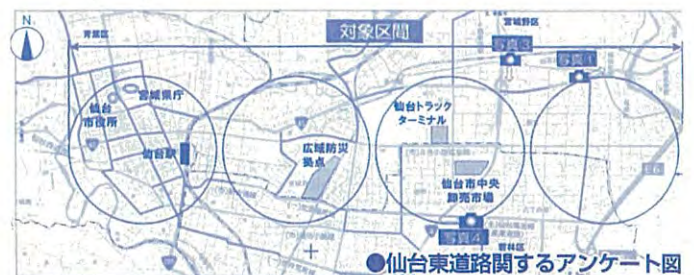 N
青葉区
対象区間
宮城野区
写真3
写真1
宮城県庁
仙台
市役所
仙台駅
広域防災
拠点
仙台トラック
ターミナル
仙台市中央
卸売市場
E6
写真4
若林区
●仙台東道路関するアンケート図